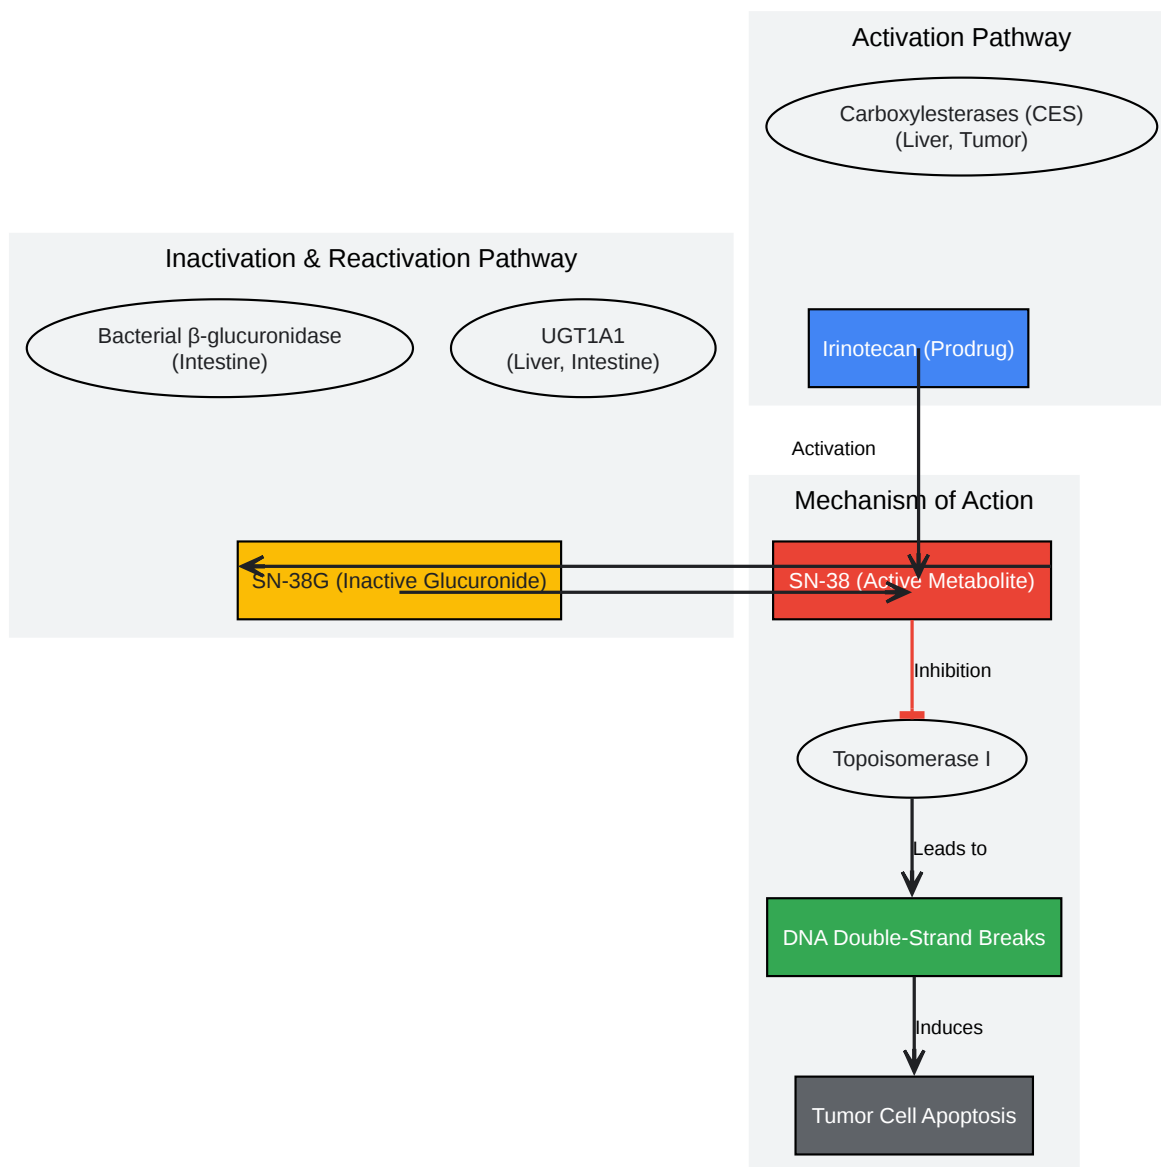 Activation Pathway
Carboxylesterases (CES)
(Liver, Tumor)
Inactivation & Reactivation Pathway
Bacterial β-glucuronidase
(Intestine)
UGT1A1
(Liver, Intestine)
Irinotecan (Prodrug)
Activation
Mechanism of Action
SN-38G (Inactive Glucuronide)
SN-38 (Active Metabolite)
Inhibition
Topoisomerase I
Leads to
DNA Double-Strand Breaks
Induces
Tumor Cell Apoptosis